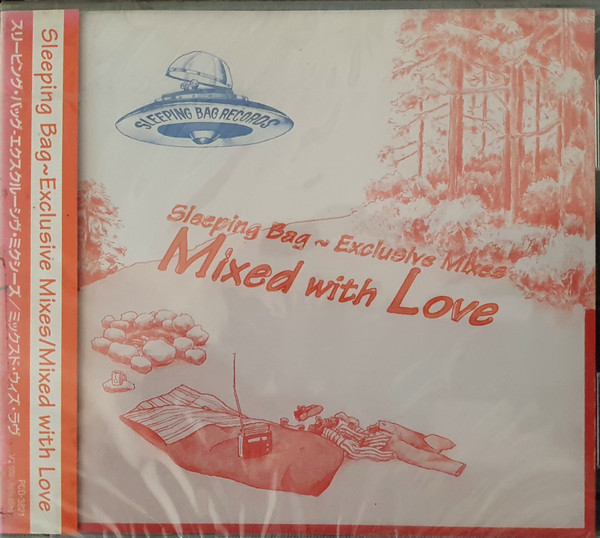 Sleeping Bag~Exclusive Mixes/Mixed with Love
スリーピング・バッグ・エクスクルーシヴ・ミクシーズ／ミックスド・ウィズ・ラヴ
SLEEPING BAG RECORDS
Sleeping Bag ~ Exclusive Mixes
Mixed with Love